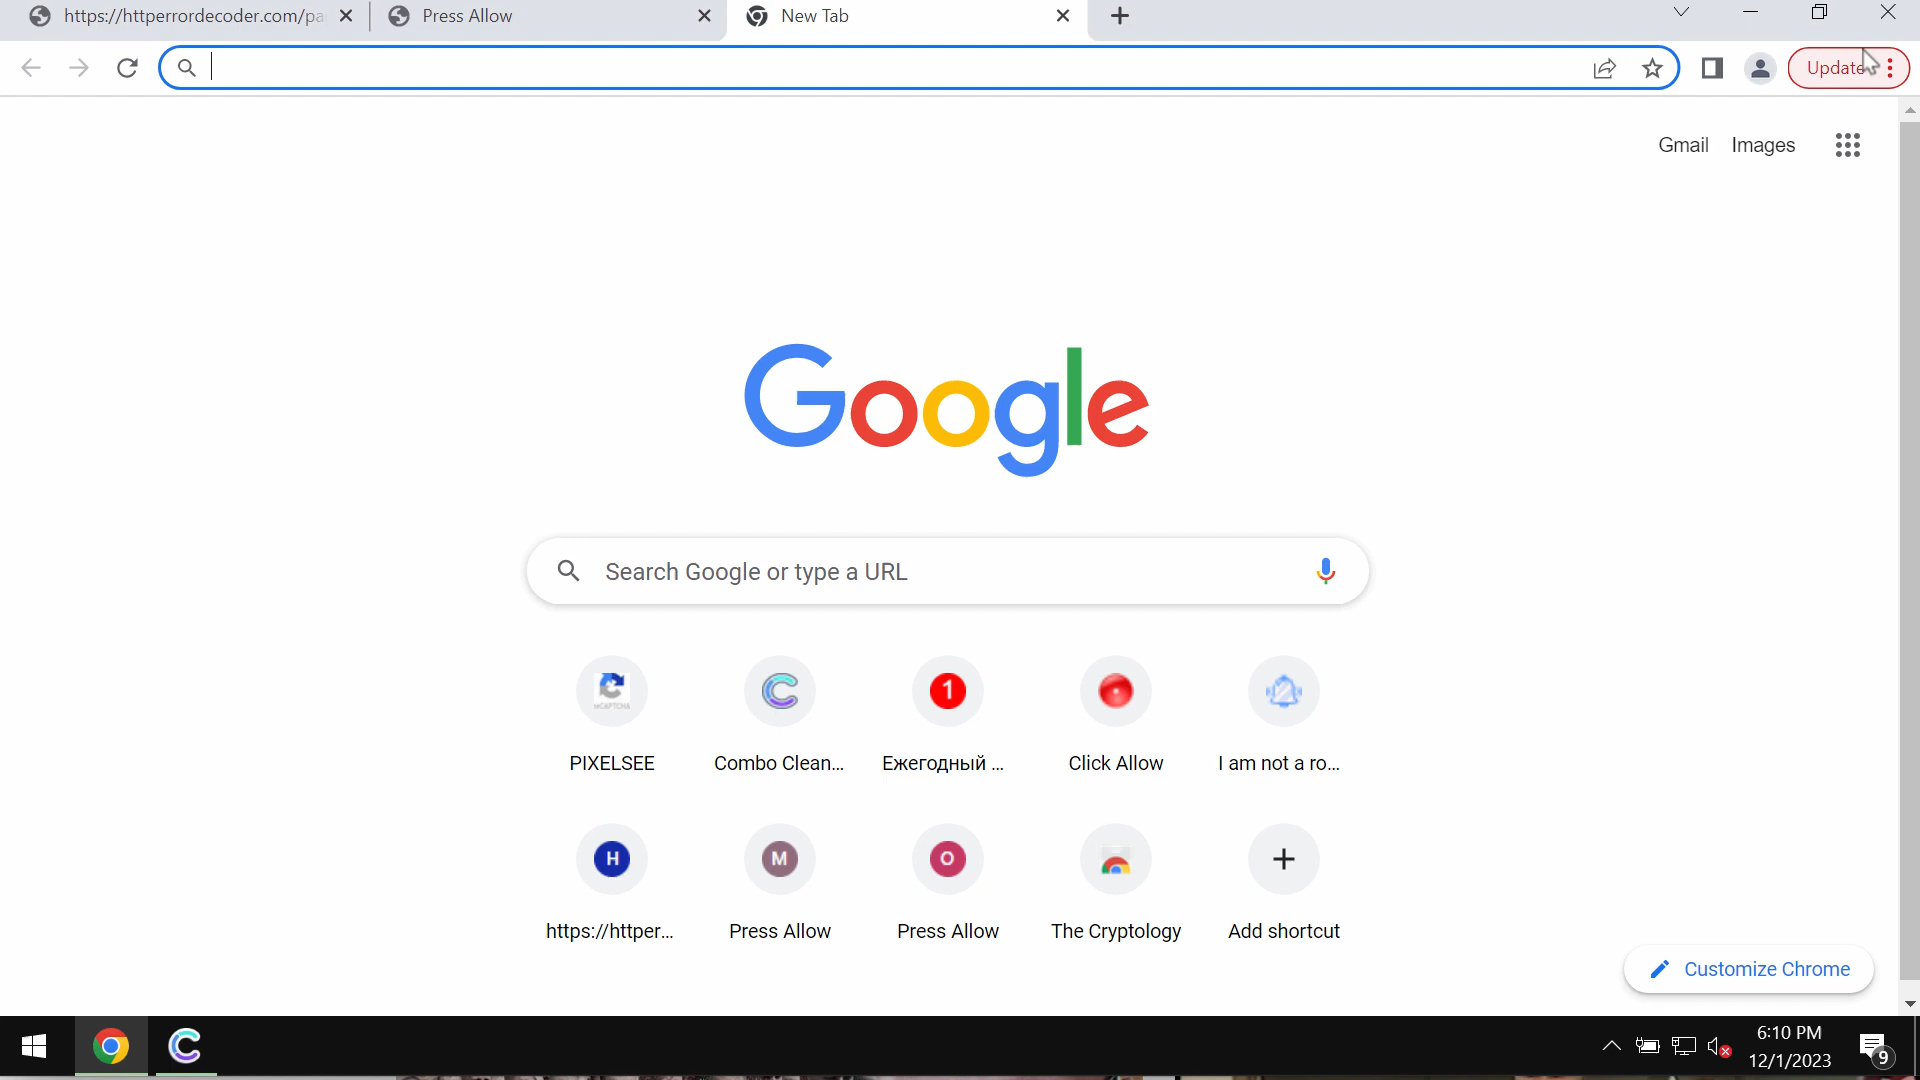 https://httperrordecoder.com/pa
Press Allow
New Tab
Update
Gmail
Images
Google
Search Google or type a URL
PIXELSEE
Combo Clean...
Ежегодный ...
Click Allow
I am not a ro...
https://httper...
Press Allow
Press Allow
The Cryptology
Add shortcut
Customize Chrome
6:10 PM
12/1/2023
9
1
H
M
O